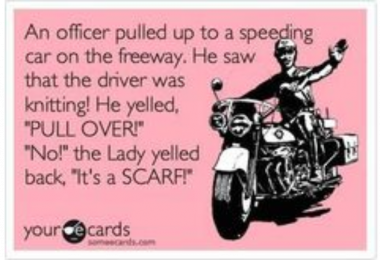 An officer pulled up to a speeding
car on the freeway. He saw
that the driver was
knitting! He yelled,
"PULL OVER!"
"No!" the Lady yelled
back, "It's a SCARF!"
your e cards
someecards.com